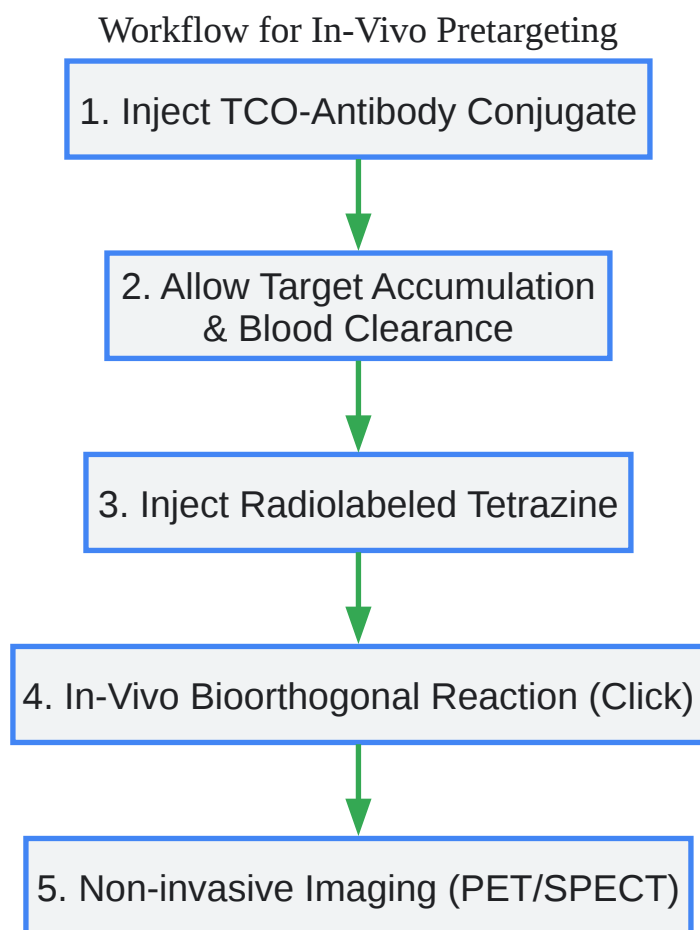 Workflow for In-Vivo Pretargeting
1. Inject TCO-Antibody Conjugate
2. Allow Target Accumulation
& Blood Clearance
3. Inject Radiolabeled Tetrazine
4. In-Vivo Bioorthogonal Reaction (Click)
5. Non-invasive Imaging (PET/SPECT)